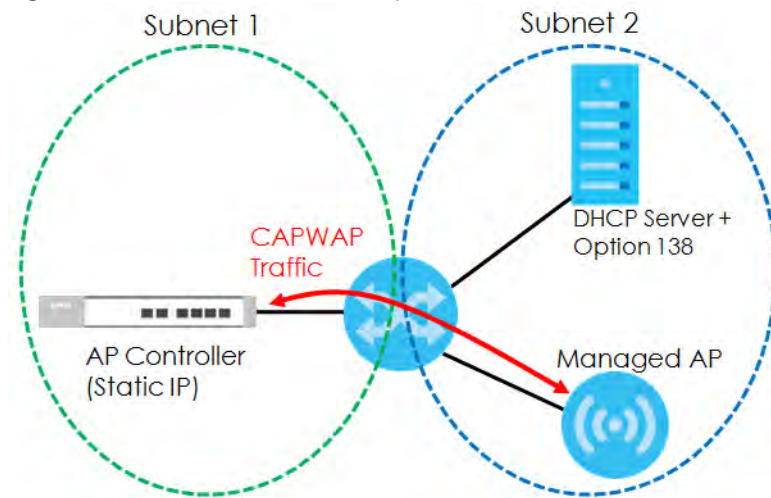 Subnet 1
Subnet 2
DHCP Server +
Option 138
CAPWAP
Traffic
AP Controller
(Static IP)
Managed AP